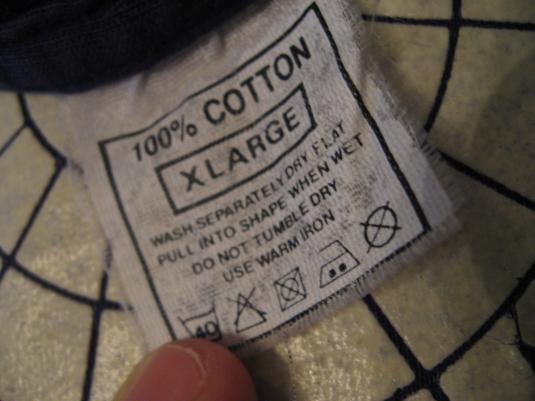 100% COTTON
XLARGE
WASH SEPARATELY DRY FLAT
PULL INTO SHAPE WHEN WET
DO NOT TUMBLE DRY
USE WARM IRON
40